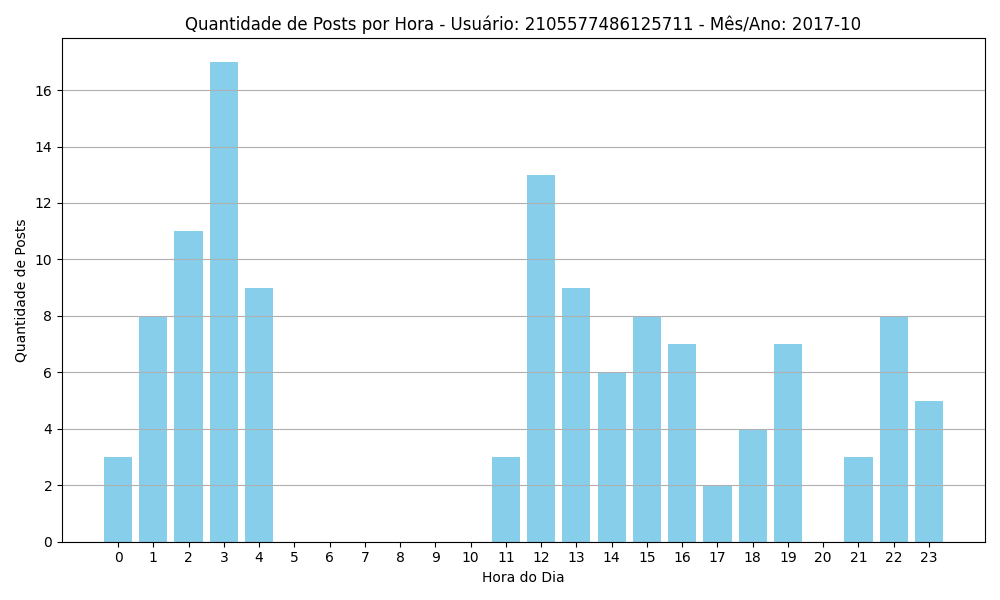 Quantidade de Posts por Hora - Usuário: 2105577486125711 - Mês/Ano: 2017-10
Quantidade de Posts
16
14
12
10
8
6
4
2
0
0 1 2 3 4 5 6 7 8 9 10 11 12 13 14 15 16 17 18 19 20 21 22 23
Hora do Dia